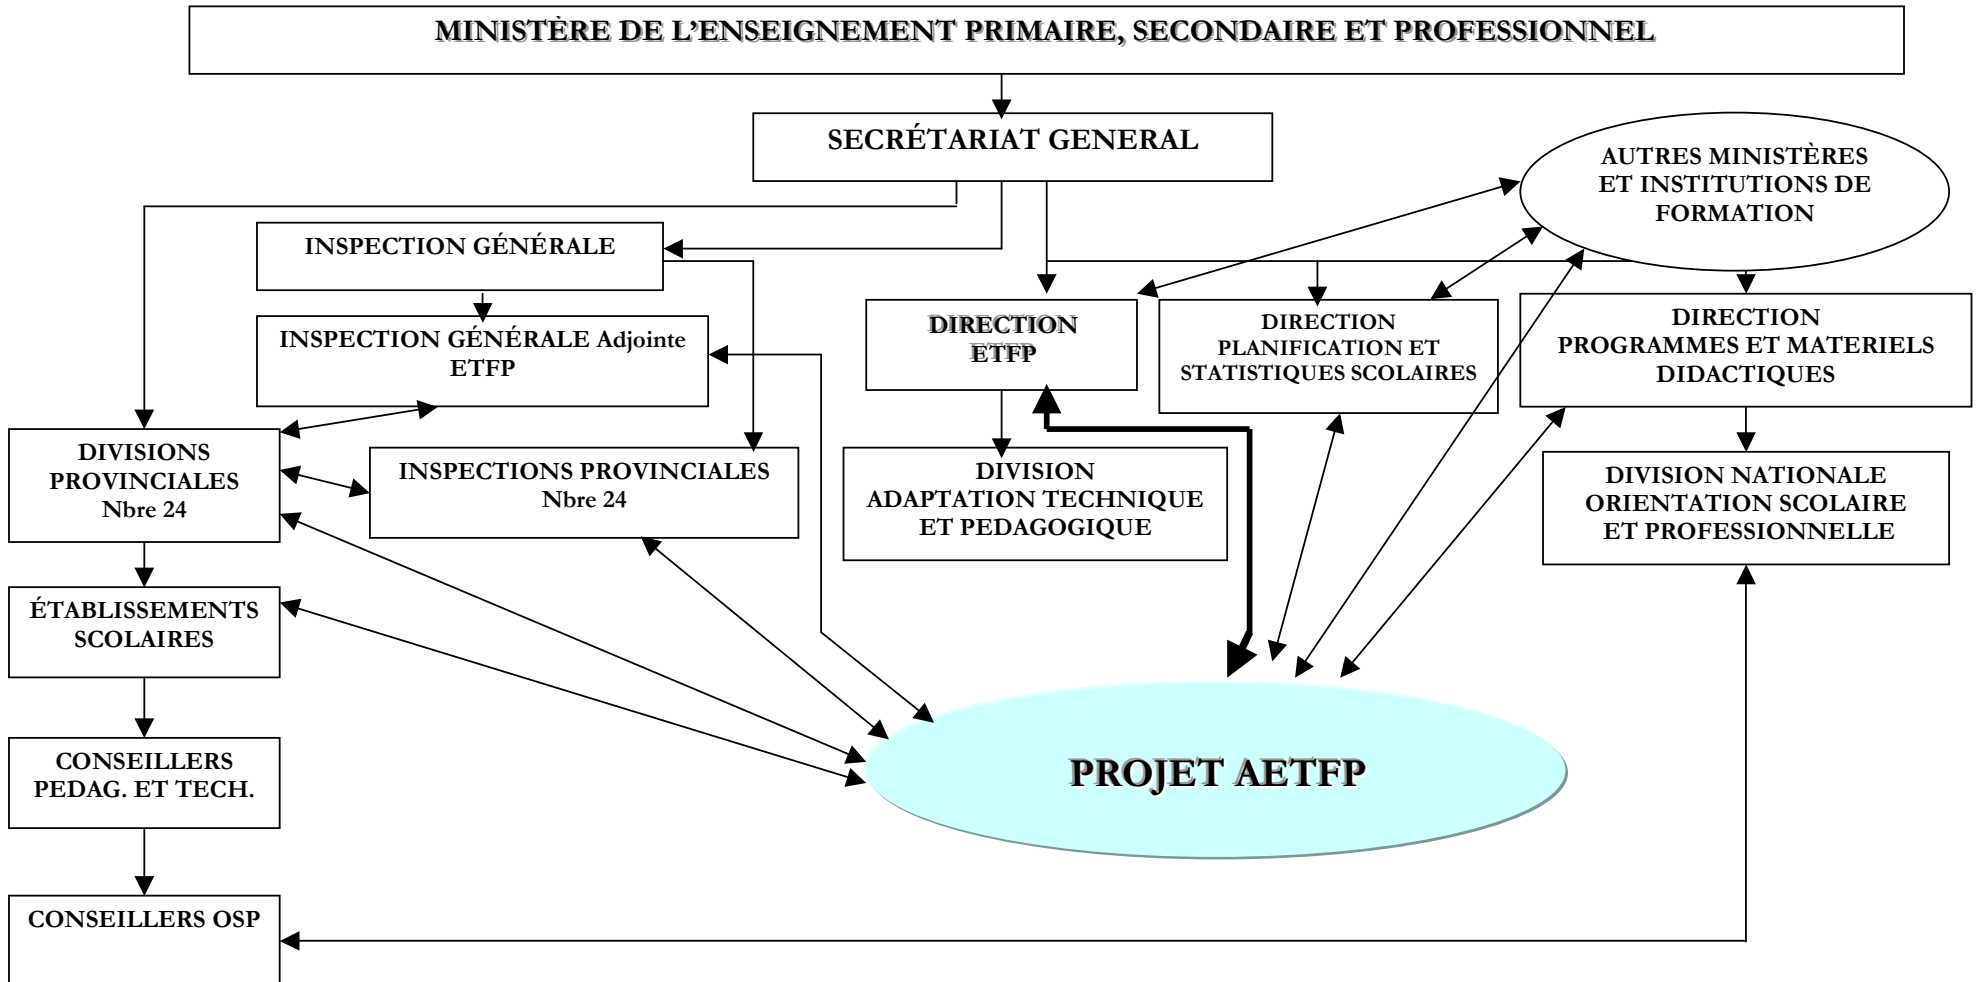 MINISTÈRE DE L’ENSEIGNEMENT PRIMAIRE, SECONDAIRE ET PROFESSIONNEL
SECRÉTARIAT GENERAL
AUTRES MINISTÈRES
ET INSTITUTIONS DE
FORMATION
INSPECTION GÉNÉRALE
INSPECTION GÉNÉRALE Adjointe
ETFP
DIRECTION
ETFP
DIRECTION
PLANIFICATION ET
STATISTIQUES SCOLAIRES
DIRECTION
PROGRAMMES ET MATERIELS
DIDACTIQUES
DIVISIONS
PROVINCIALES
Nbre 24
INSPECTIONS PROVINCIALES
Nbre 24
DIVISION
ADAPTATION TECHNIQUE
ET PEDAGOGIQUE
DIVISION NATIONALE
ORIENTATION SCOLAIRE
ET PROFESSIONNELLE
ÉTABLISSEMENTS
SCOLAIRES
CONSEILLERS
PEDAG. ET TECH.
PROJET AETFP
CONSEILLERS OSP